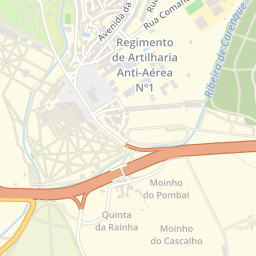 Avenida da
Rua
Rua Coman
Regimento
de Artilharia
Anti-Aérea
Nº1
Ribeira de Carenque
Moinho
do Pombal
Quinta
da Rainha
Moinho
do Cascalho